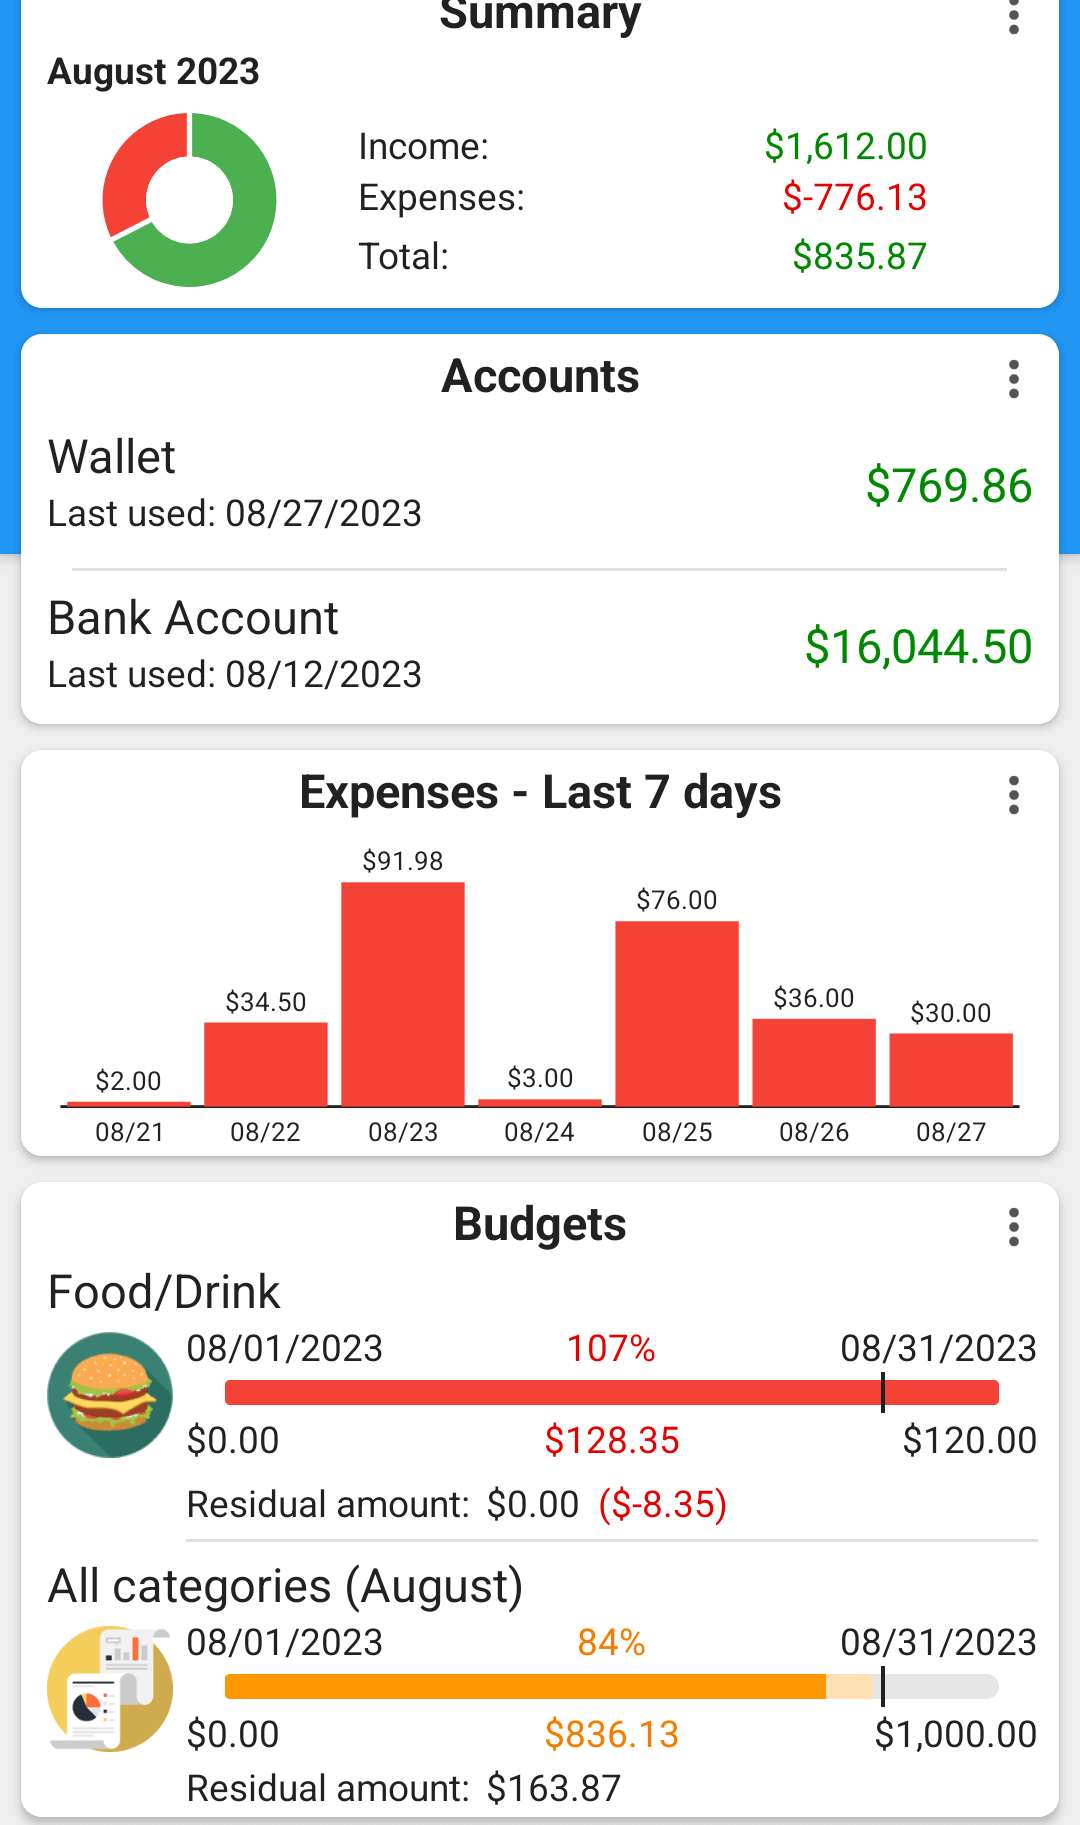 Summary
August 2023
Income: $1,612.00
Expenses: $-776.13
Total: $835.87
Accounts
Wallet
$769.86
Last used: 08/27/2023
Bank Account
$16,044.50
Last used: 08/12/2023
Expenses - Last 7 days
$2.00 $34.50 $91.98 $3.00 $76.00 $36.00 $30.00
08/21 08/22 08/23 08/24 08/25 08/26 08/27
Budgets
Food/Drink
08/01/2023 107% 08/31/2023
$0.00 $128.35 $120.00
Residual amount: $0.00 ($-8.35)
All categories (August)
08/01/2023 84% 08/31/2023
$0.00 $836.13 $1,000.00
Residual amount: $163.87